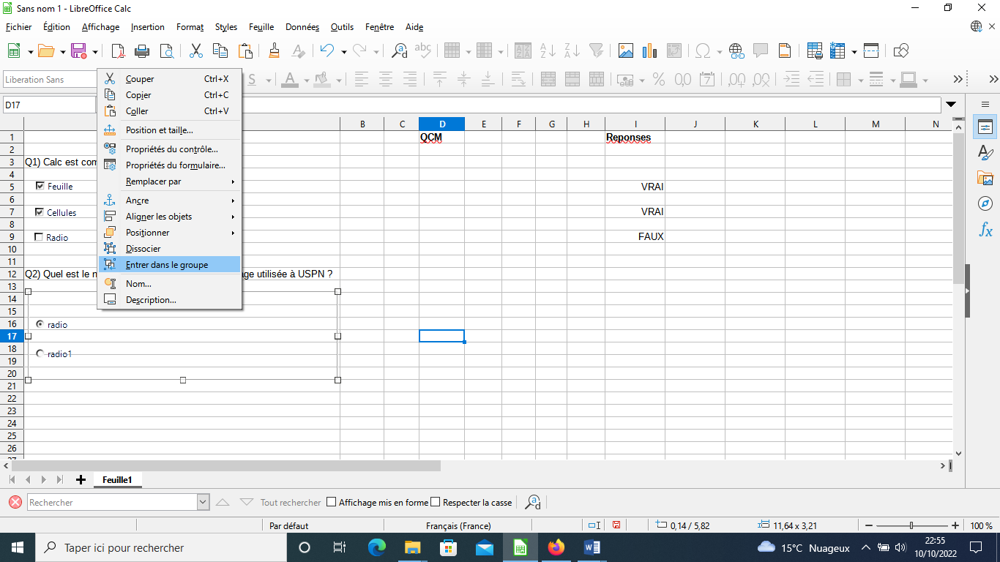 Sans nom 1 - LibreOffice Calc
Fichier Édition Affichage Insertion Format Styles Feuille Données Outils Fenêtre Aide
Liberation Sans
D17
Couper Ctrl+X
Copier Ctrl+C
Coller Ctrl+V
Position et taille...
Propriétés du contrôle...
Propriétés du formulaire...
Remplacer par
Ancre
Aligner les objets
Positionner
Dissocier
Entrer dans le groupe
Nom...
Description...
B C D E F G H I J K L M N
1 QCM Reponses
2
3 Q1) Calc est com
4
5 Feuille VRAI
6
7 Cellules VRAI
8
9 Radio FAUX
10
11
12 Q2) Quel est le n ge utilisée à USPN ?
13
14
15
16 radio
17
18 radio1
19
20
21
22
23
24
25
26
27
Feuille1
Rechercher Tout rechercher Affichage mis en forme Respecter la casse
Par défaut Français (France) 0,14 / 5,82 11,64 x 3,21 100 %
Taper ici pour rechercher 15°C Nuageux 22:55
10/10/2022